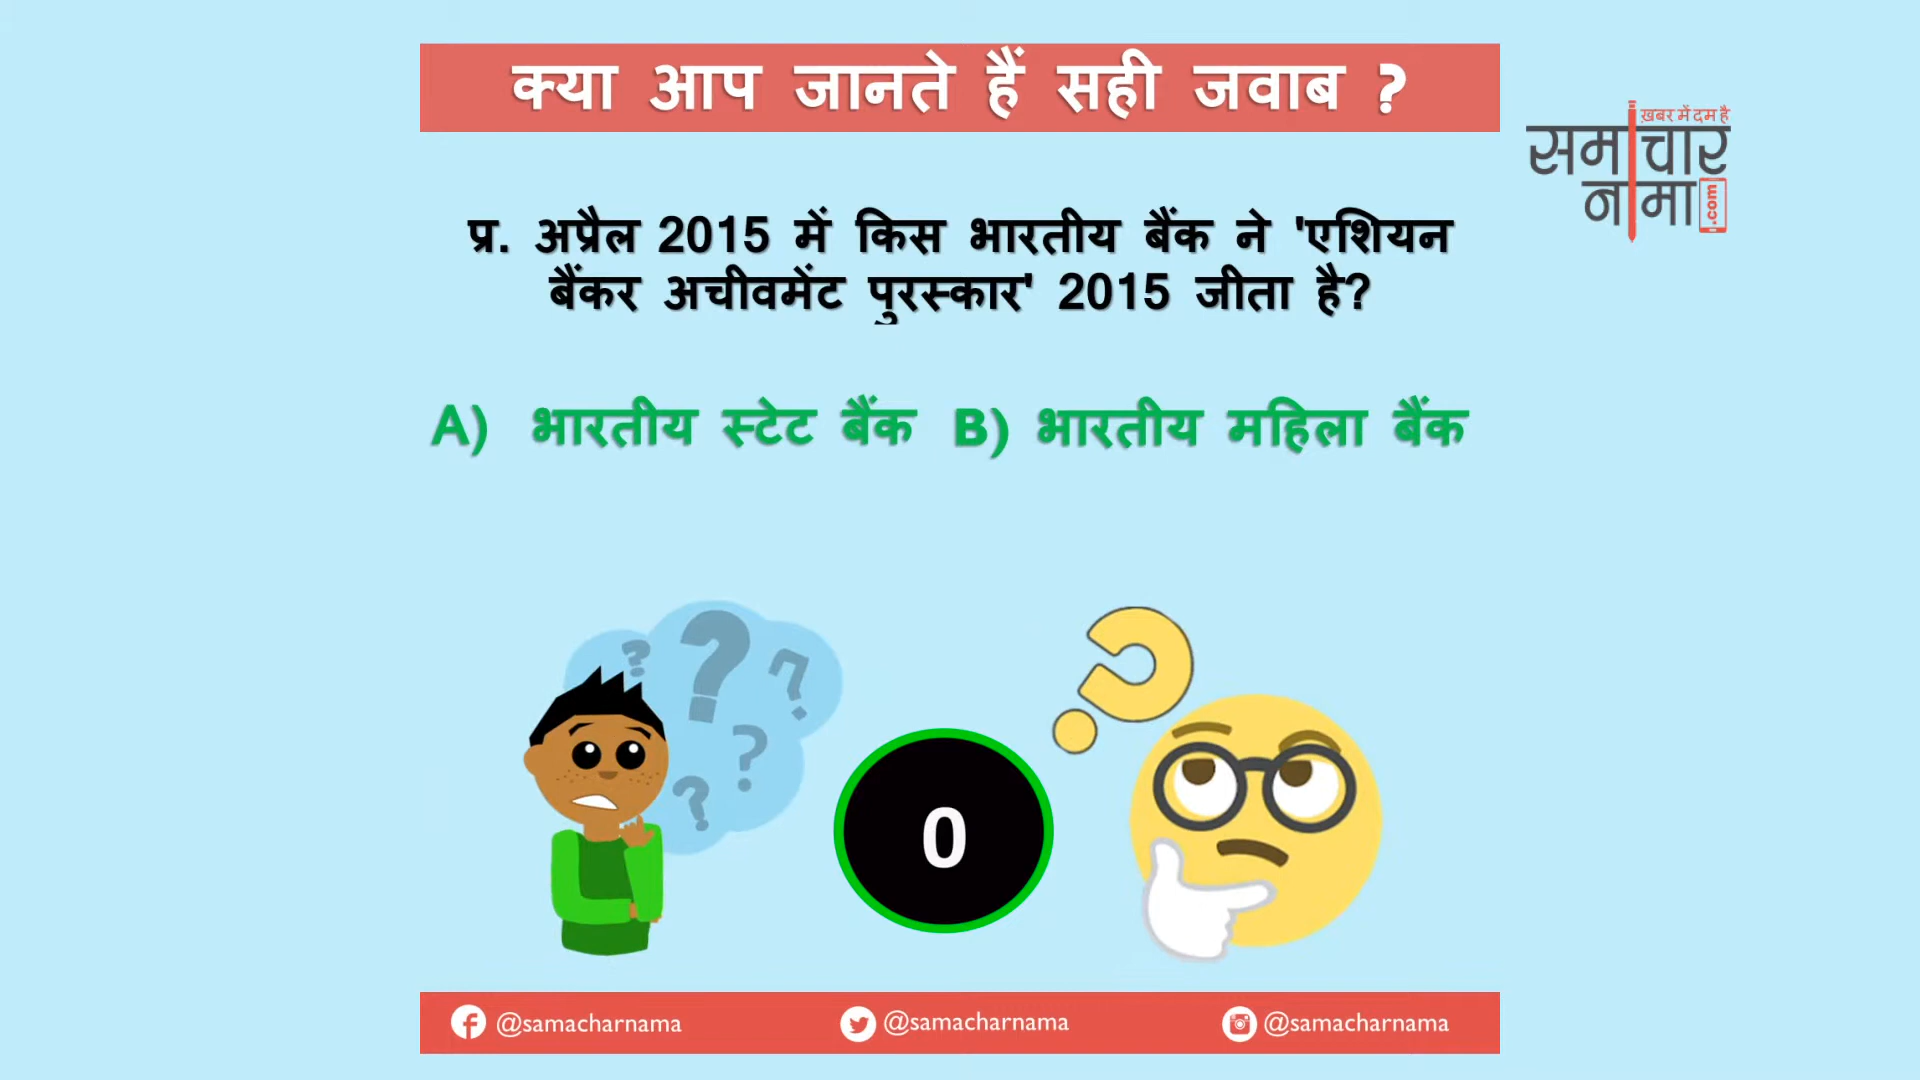 क्या आप जानते हैं सही जवाब ?
ख़बर में दम है
समाचार
नामा.com
प्र. अप्रैल 2015 में किस भारतीय बैंक ने 'एशियन
बैंकर अचीवमेंट पुरस्कार' 2015 जीता है?
A) भारतीय स्टेट बैंक B) भारतीय महिला बैंक
0
@samacharnama @samacharnama @samacharnama